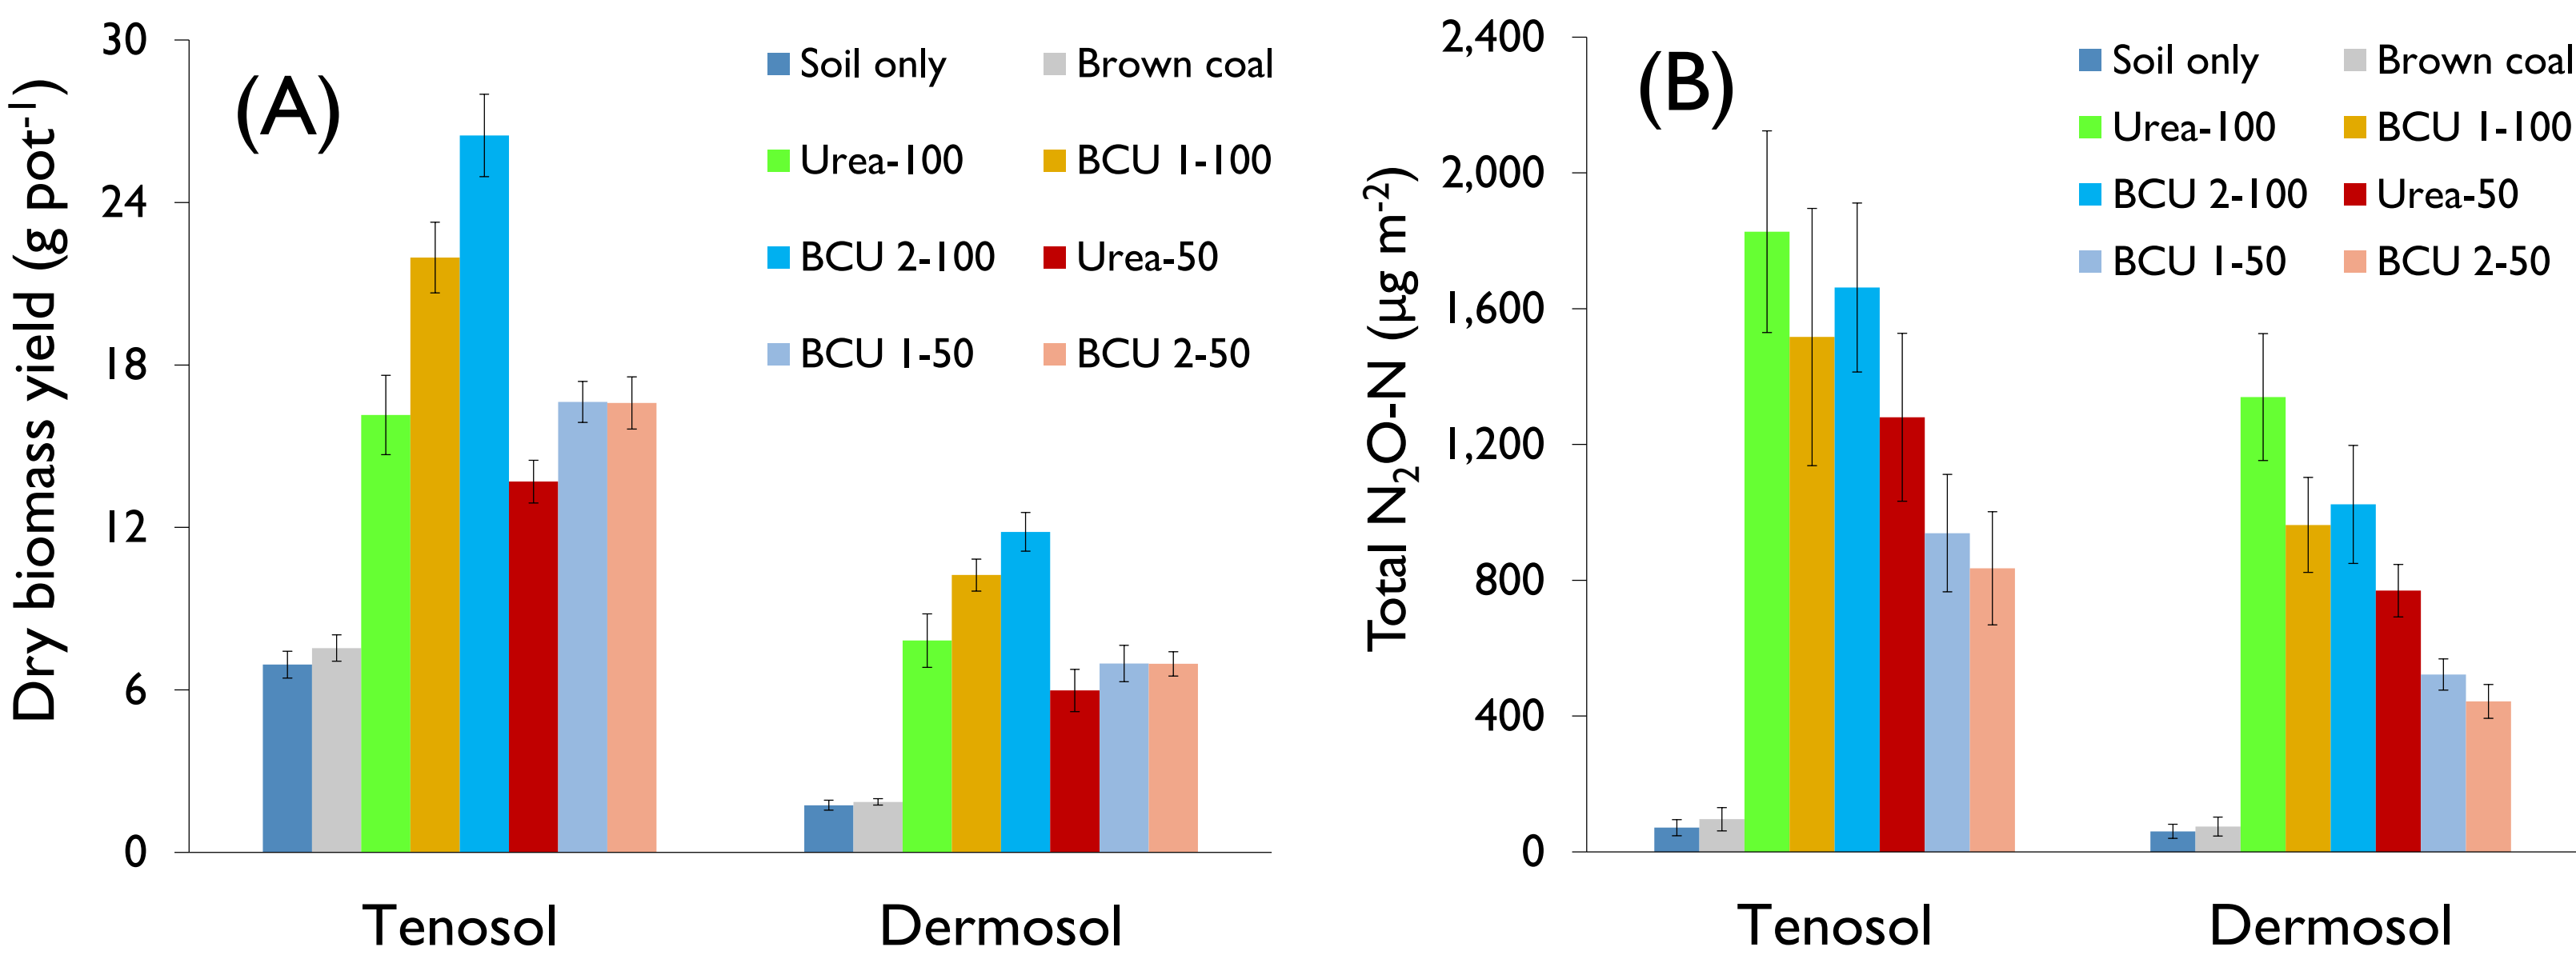 (A)
Dry biomass yield (g pot⁻¹)
30
24
18
12
6
0
Soil only
Brown coal
Urea-100
BCU 1-100
BCU 2-100
Urea-50
BCU 1-50
BCU 2-50
Tenosol
Dermosol
(B)
Total N₂O-N (µg m⁻²)
2,400
2,000
1,600
1,200
800
400
0
Soil only
Brown coal
Urea-100
BCU 1-100
BCU 2-100
Urea-50
BCU 1-50
BCU 2-50
Tenosol
Dermosol